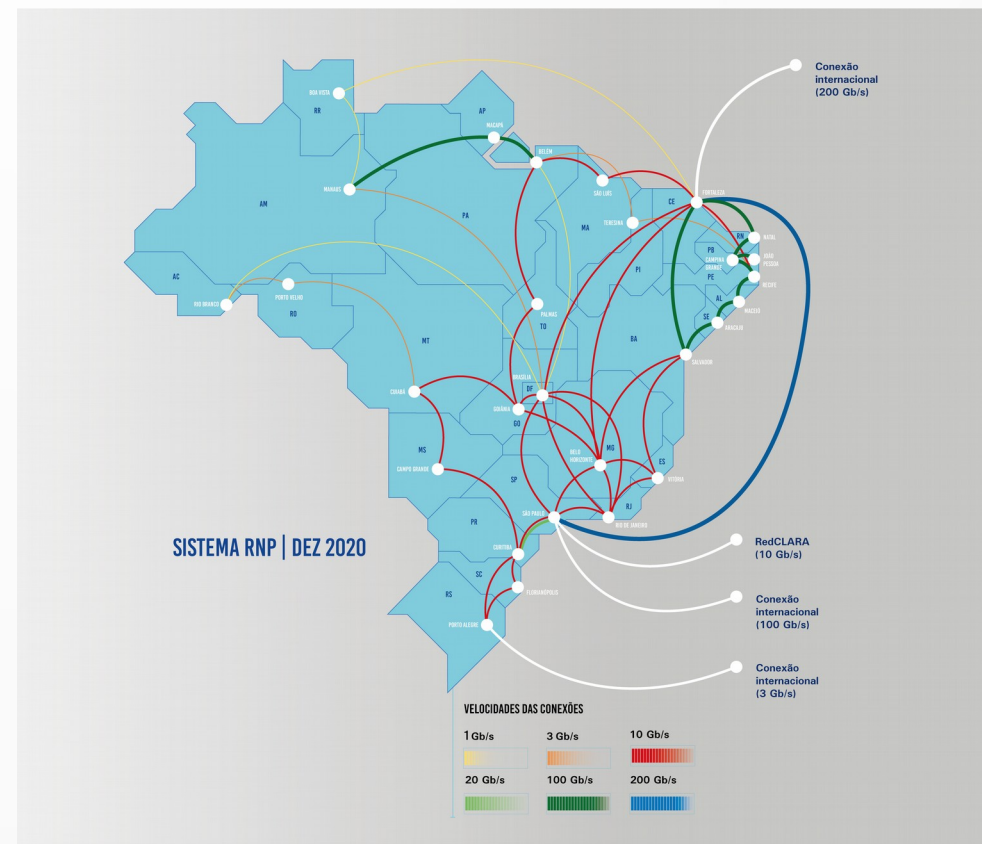 Conexão
internacional
(200 Gb/s)
BOA VISTA
RR
AP
MACAPÁ
BELÉM
MANAUS
AM
PA
SÃO LUÍS
MA
TERESINA
CE
FORTALEZA
RN
NATAL
PB
CAMPINA
GRANDE
JOÃO
PESSOA
PE
RECIFE
PI
AL
MACEIÓ
SE
ARACAJU
AC
RIO BRANCO
PORTO VELHO
RO
MT
PALMAS
TO
BA
SALVADOR
BRASÍLIA
DF
CUIABÁ
GOIÂNIA
GO
MS
CAMPO GRANDE
BELO
HORIZONTE
MG
ES
VITÓRIA
SP
RJ
SÃO PAULO
RIO DE JANEIRO
PR
CURITIBA
SC
FLORIANÓPOLIS
RS
PORTO ALEGRE
SISTEMA RNP | DEZ 2020
RedCLARA
(10 Gb/s)
Conexão
internacional
(100 Gb/s)
Conexão
internacional
(3 Gb/s)
VELOCIDADES DAS CONEXÕES
1 Gb/s
3 Gb/s
10 Gb/s
20 Gb/s
100 Gb/s
200 Gb/s